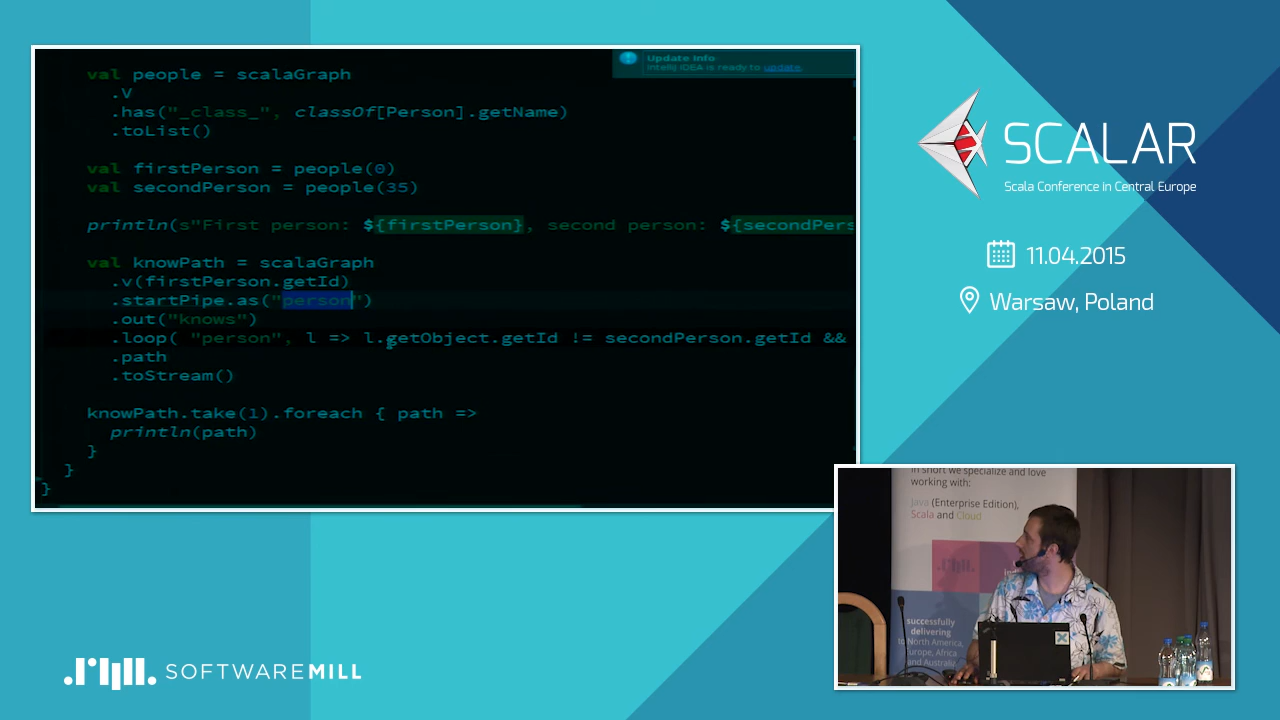 val people = scalaGraph
.V
.has("_class_", classOf[Person].getName)
.toList()
val firstPerson = people(0)
val secondPerson = people(35)
println(s"First person: ${firstPerson}, second person: ${secondPers
val knowPath = scalaGraph
.v(firstPerson.getId)
.startPipe.as("person")
.out("knows")
.loop( "person", l => l.getObject.getId != secondPerson.getId &&
.path
.toStream()
knowPath.take(1).foreach { path =>
println(path)
}
}
}
Update Info
IntelliJ IDEA is ready to update.
SCALAR
Scala Conference in Central Europe
11.04.2015
Warsaw, Poland
in short we specialize and love
working with:
Java (Enterprise Edition),
Scala and Cloud
successfully
delivering
to North America,
Europe, Africa
and Australia.
SOFTWAREMILL